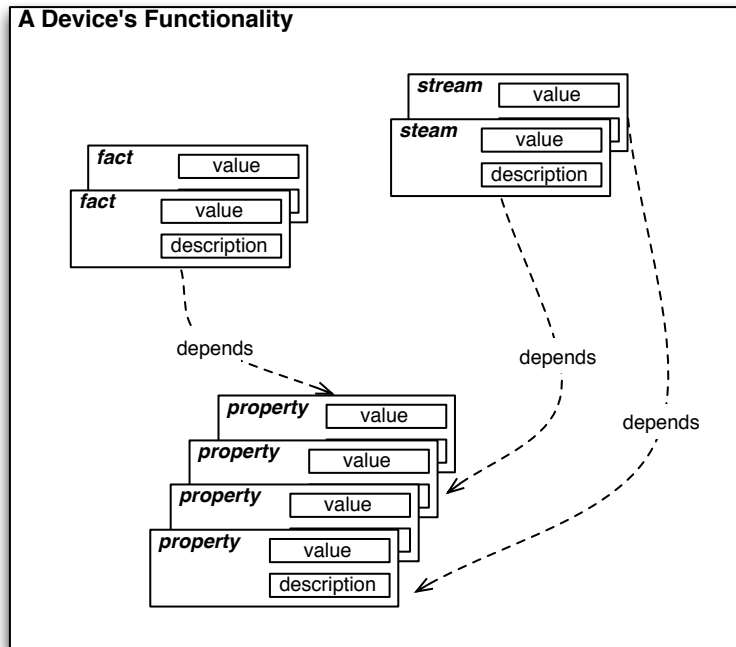 A Device's Functionality
stream
value
steam
value
description
fact
value
fact
value
description
depends
depends
depends
property
value
property
value
property
value
property
value
description